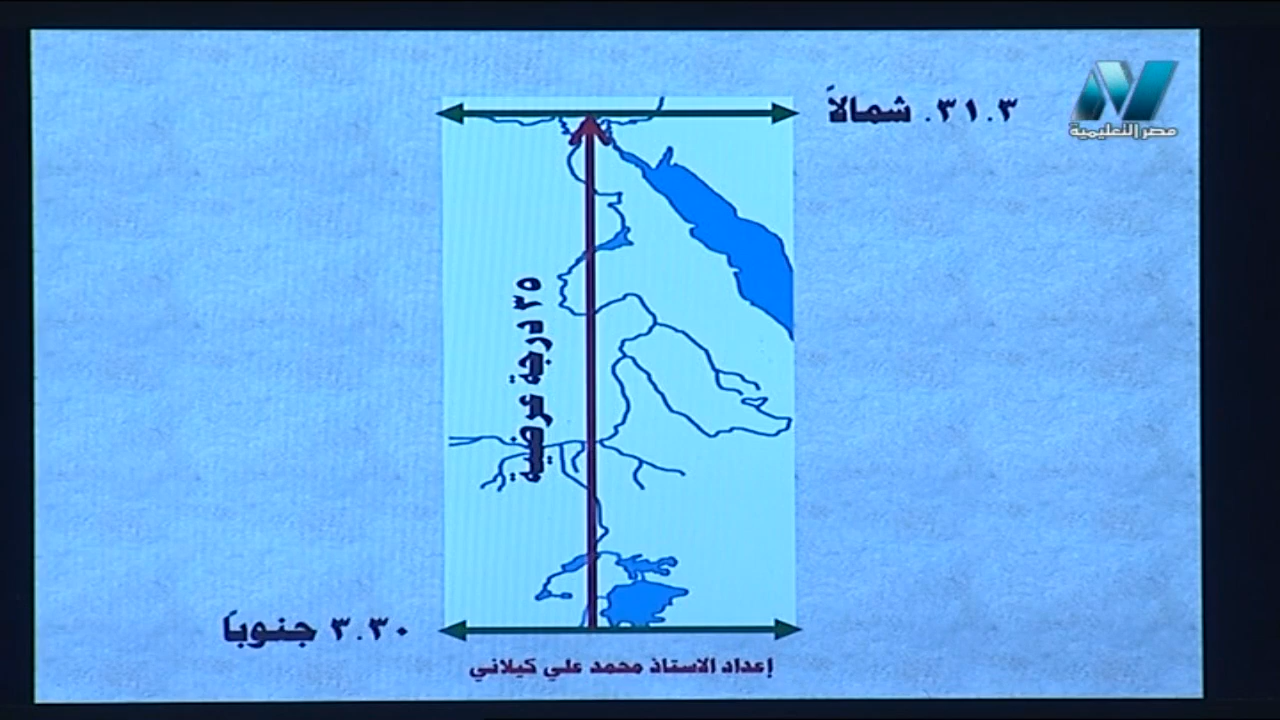 ٣١.٣. شمالاً
مصر التعليمية
٣٥ درجة عرضية
٣.٣٠ جنوباً
إعداد الاستاذ محمد علي كيلاني